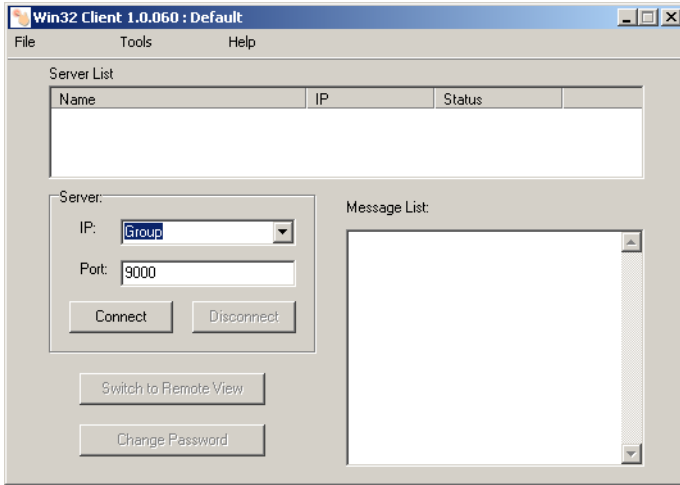 Win32 Client 1.0.060 : Default
File Tools Help
Server List
Name IP Status
Server:
IP: Group
Port: 9000
Connect Disconnect
Switch to Remote View
Change Password
Message List: